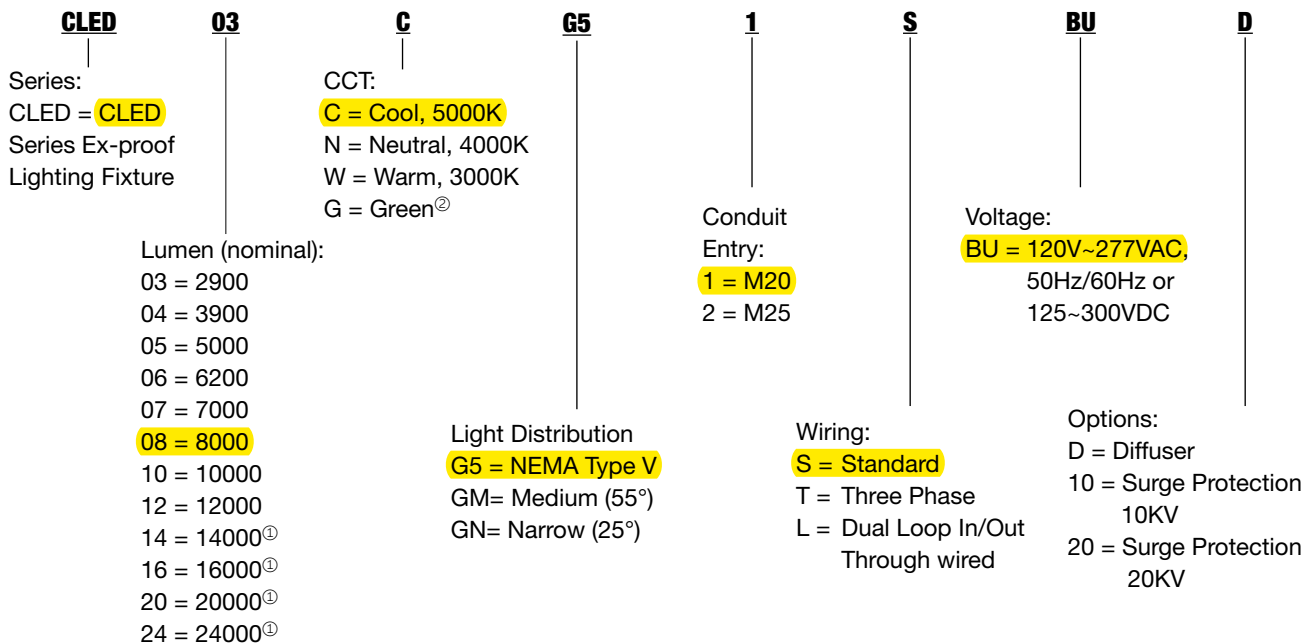 CLED 03 C G5 1 S BU D
Series:
CLED = CLED
Series Ex-proof
Lighting Fixture
Lumen (nominal):
03 = 2900
04 = 3900
05 = 5000
06 = 6200
07 = 7000
08 = 8000
10 = 10000
12 = 12000
14 = 14000①
16 = 16000①
20 = 20000①
24 = 24000①
CCT:
C = Cool, 5000K
N = Neutral, 4000K
W = Warm, 3000K
G = Green②
Light Distribution
G5 = NEMA Type V
GM= Medium (55°)
GN= Narrow (25°)
Conduit
Entry:
1 = M20
2 = M25
Wiring:
S = Standard
T = Three Phase
L = Dual Loop In/Out
Through wired
Voltage:
BU = 120V~277VAC,
50Hz/60Hz or
125~300VDC
Options:
D = Diffuser
10 = Surge Protection
10KV
20 = Surge Protection
20KV